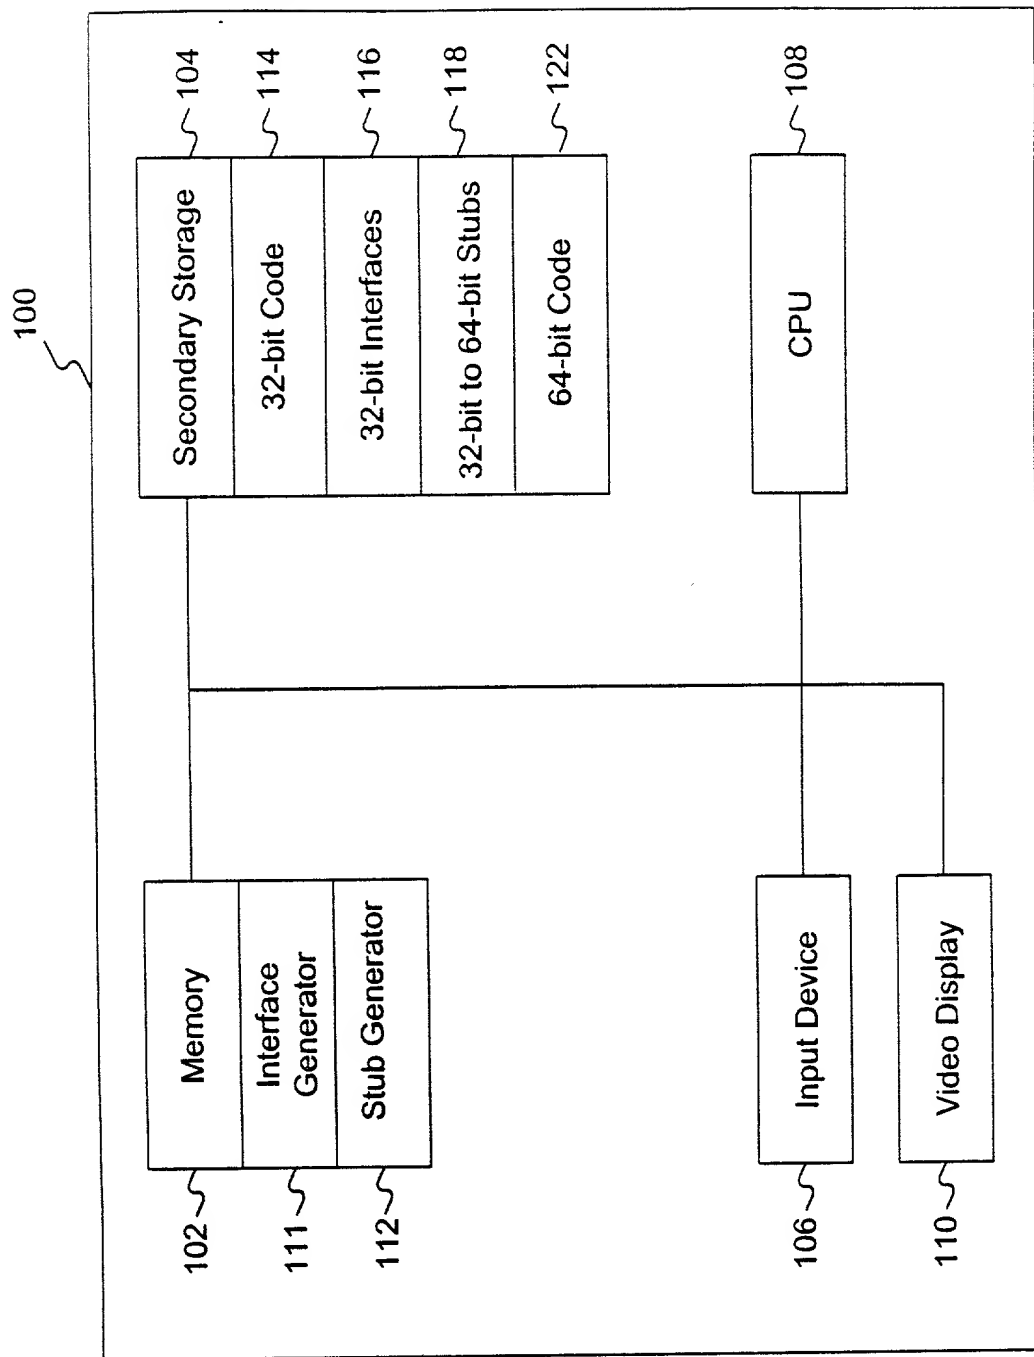 100
102
Memory
111
Interface
Generator
112
Stub Generator
Secondary Storage
104
32-bit Code
114
32-bit Interfaces
116
32-bit to 64-bit Stubs
118
64-bit Code
122
106
Input Device
110
Video Display
CPU
108